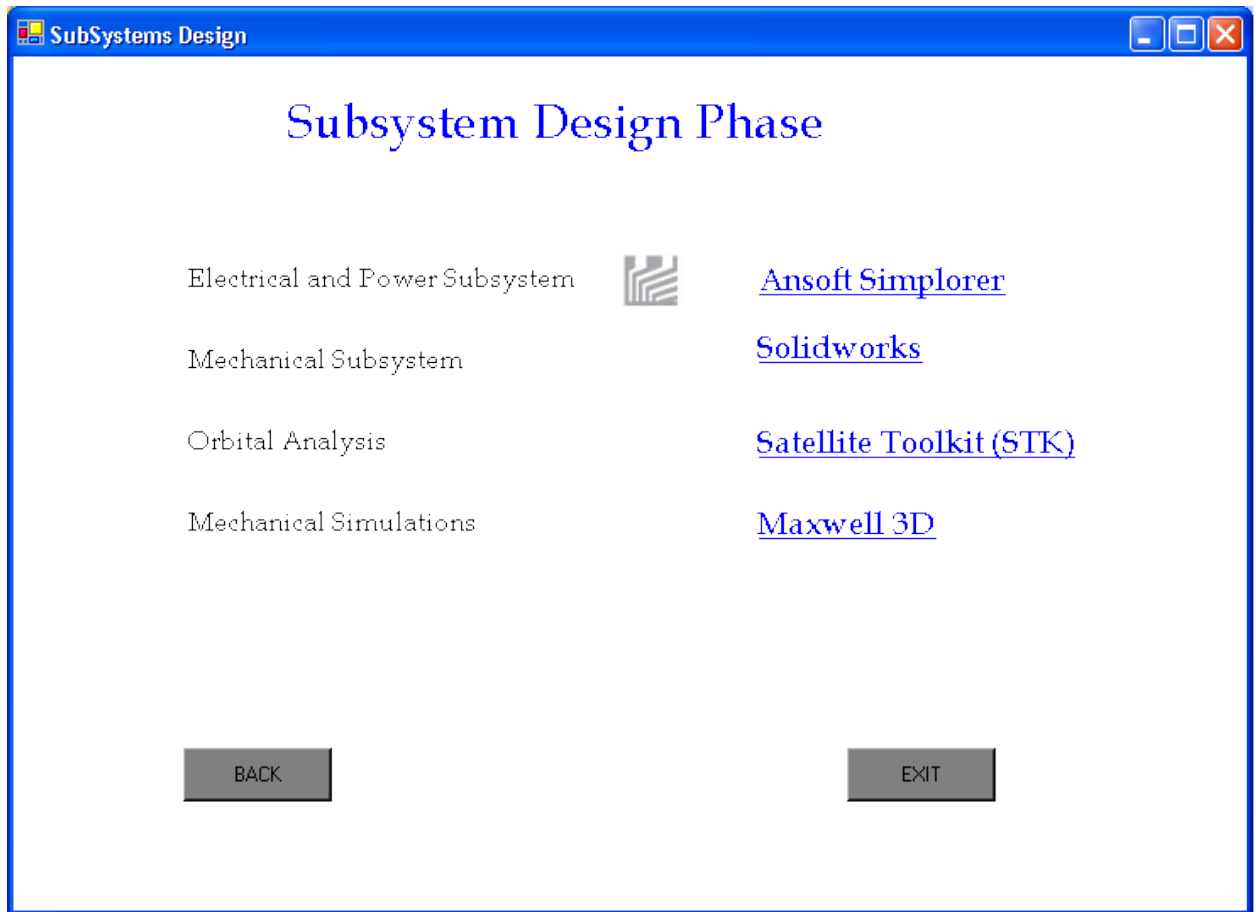 SubSystems Design
Subsystem Design Phase
Electrical and Power Subsystem Ansoft Simplorer
Mechanical Subsystem Solidworks
Orbital Analysis Satellite Toolkit (STK)
Mechanical Simulations Maxwell 3D
BACK EXIT